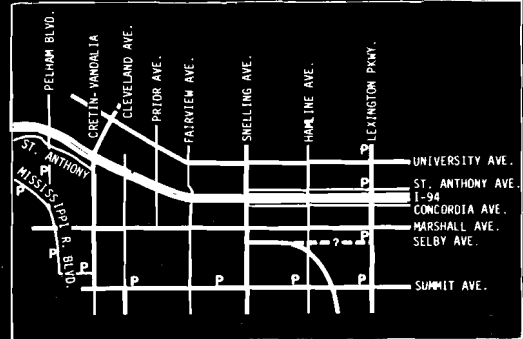 PELHAM BLVD.
CRETIN-VANDALIA
CLEVELAND AVE.
PRIOR AVE.
FAIRVIEW AVE.
SNELLING AVE.
HAMLINE AVE.
LEXINGTON PKWY.
P
UNIVERSITY AVE.
ST. ANTHONY
P
ST. ANTHONY AVE.
P
I-94
P
CONCORDIA AVE.
MISSISSIPPI R. BLVD.
MARSHALL AVE.
P
?
SELBY AVE.
P
P
P
P
P
P
P
SUMMIT AVE.